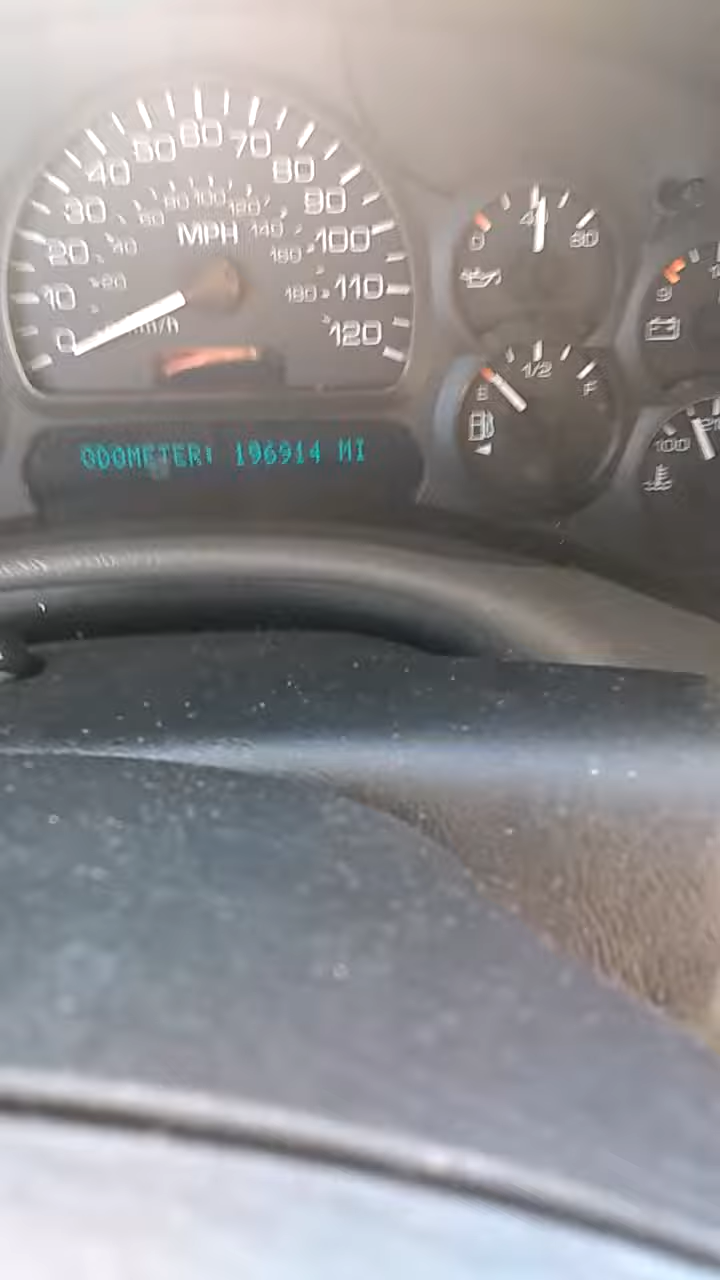 0 10 20 30 40 50 60 70 80 90 100 110 120
20 40 60 80 100 120 140 160 180
MPH
km/h
0 40 80
E 1/2 F
9
100 210
ODOMETER: 196914 MI